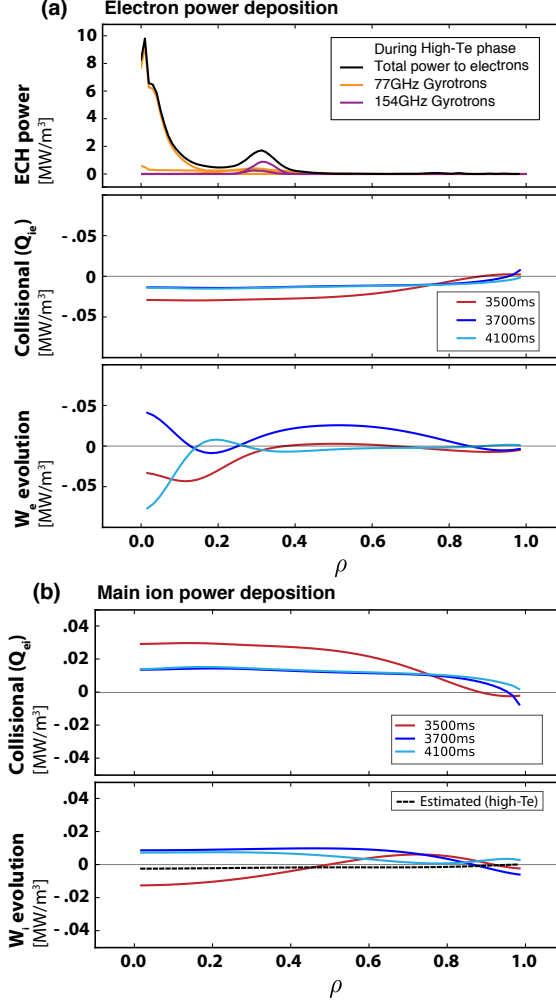 (a) Electron power deposition
10
8
6
4
2
0
ECH power
[MW/m³]
During High-Te phase
Total power to electrons
77GHz Gyrotrons
154GHz Gyrotrons
- .05
0
-.05
Collisional (Qie)
[MW/m³]
3500ms
3700ms
4100ms
- .05
0
-.05
We evolution
[MW/m³]
0.0 0.2 0.4 0.6 0.8 1.0
ρ
(b) Main ion power deposition
.04
0.02
0
- .02
- .04
Collisional (Qei)
[MW/m³]
3500ms
3700ms
4100ms
.04
0.02
0
-0.02
- .04
Wi evolution
[MW/m³]
Estimated (high-Te)
0.0 0.2 0.4 0.6 0.8 1.0
ρ